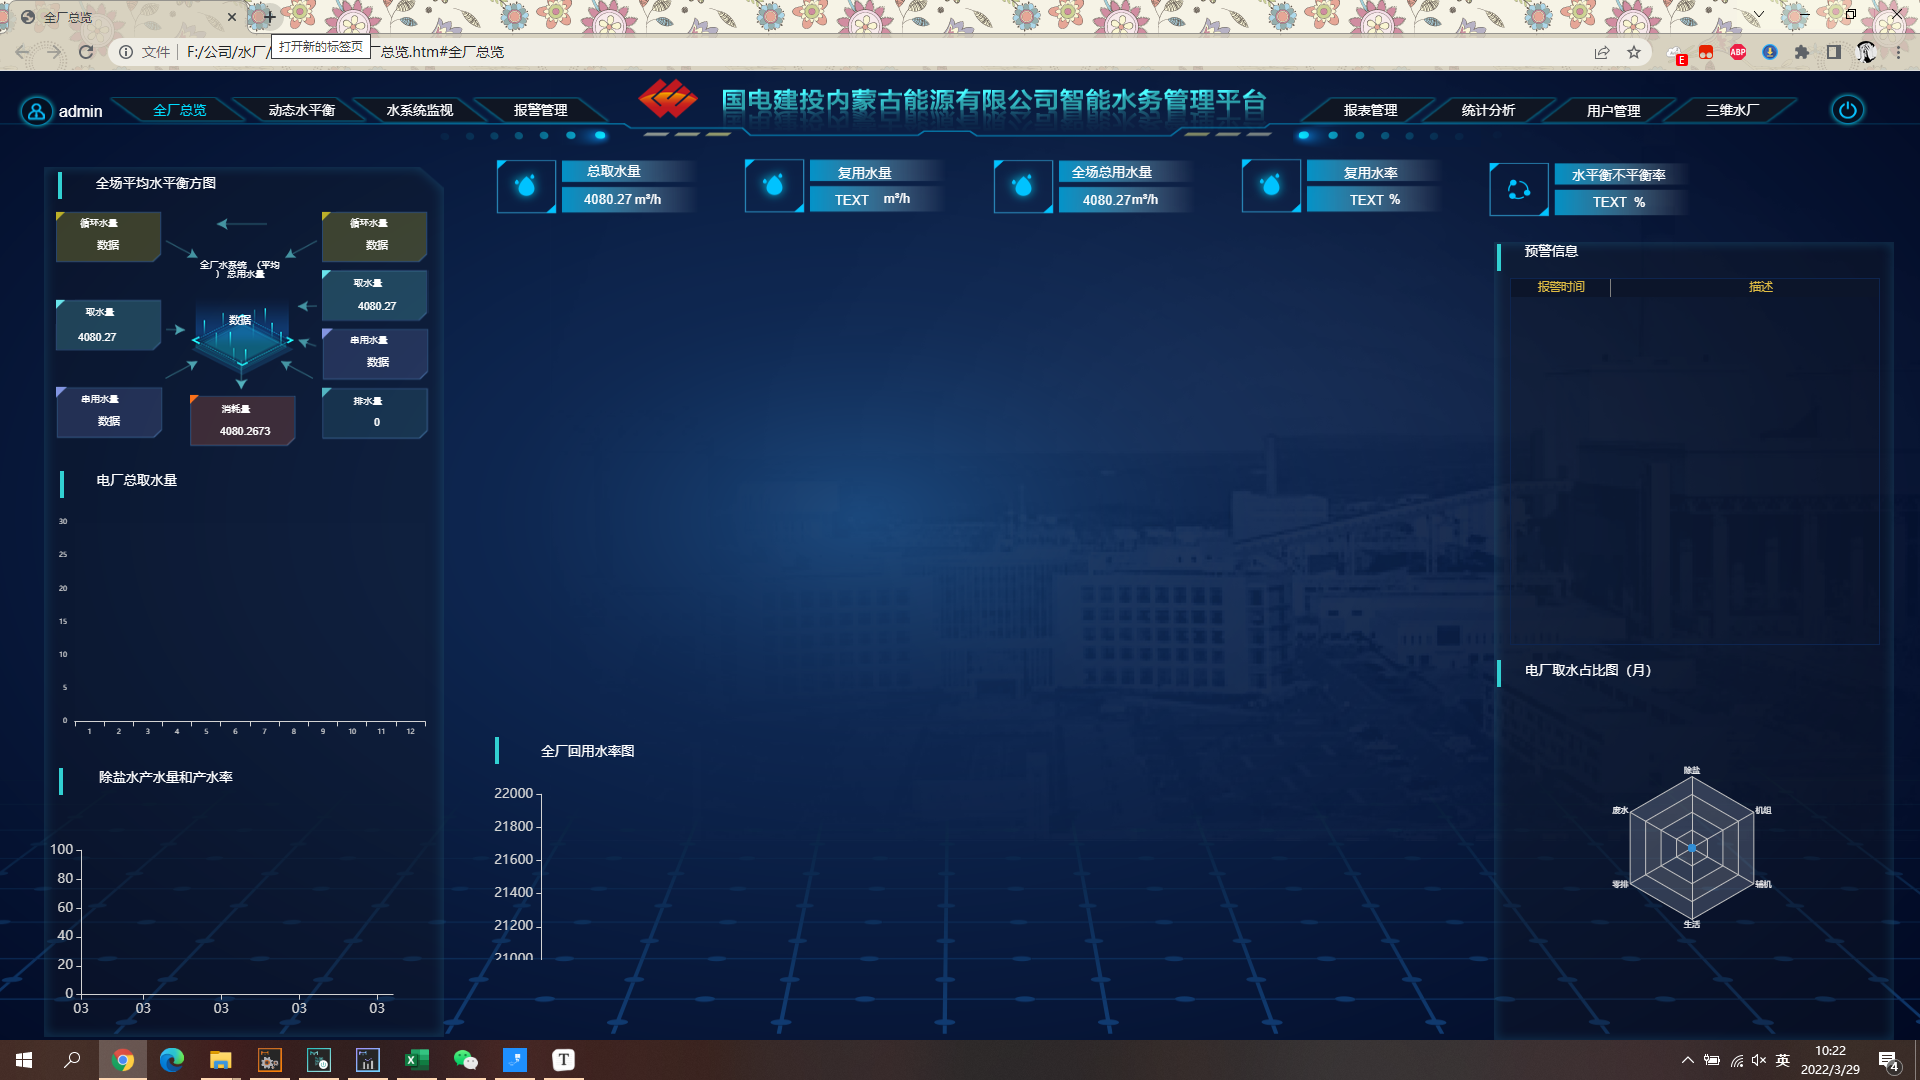 全厂总览
打开新的标签页
文件
F:/公司/水厂/
厂总览.htm#全厂总览
E
ABP
admin
全厂总览
动态水平衡
水系统监视
报警管理
国电建投内蒙古能源有限公司智能水务管理平台
报表管理
统计分析
用户管理
三维水厂
总取水量
4080.27 m³/h
复用水量
TEXT m³/h
全场总用水量
4080.27m³/h
复用水率
TEXT %
水平衡不平衡率
TEXT %
全场平均水平衡方图
循环水量
数据
循环水量
数据
全厂水系统 （平均
） 总用水量
数据
取水量
4080.27
取水量
4080.27
串用水量
数据
串用水量
数据
消耗量
4080.2673
排水量
0
电厂总取水量
30
25
20
15
10
5
0
1 2 3 4 5 6 7 8 9 10 11 12
除盐水产水量和产水率
100
80
60
40
20
0
03 03 03 03 03
全厂回用水率图
22000
21800
21600
21400
21200
21000
预警信息
报警时间
描述
电厂取水占比图（月）
除盐
机组
辅机
生活
零排
废水
T
英
10:22
2022/3/29
4